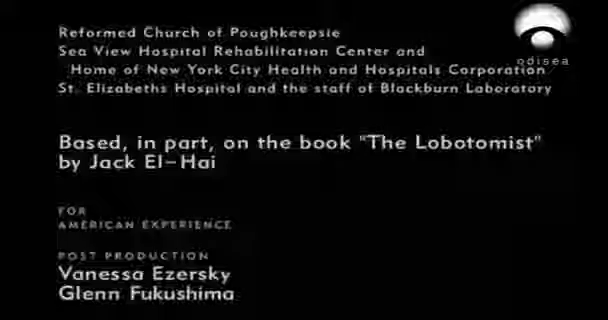 Reformed Church of Poughkeepsie
Sea View Hospital Rehabilitation Center and
Home of New York City Health and Hospitals Corporation
St. Elizabeths Hospital and the staff of Blackburn Laboratory
odisea
Based, in part, on the book "The Lobotomist"
by Jack El-Hai
FOR
AMERICAN EXPERIENCE
POST PRODUCTION
Vanessa Ezersky
Glenn Fukushima